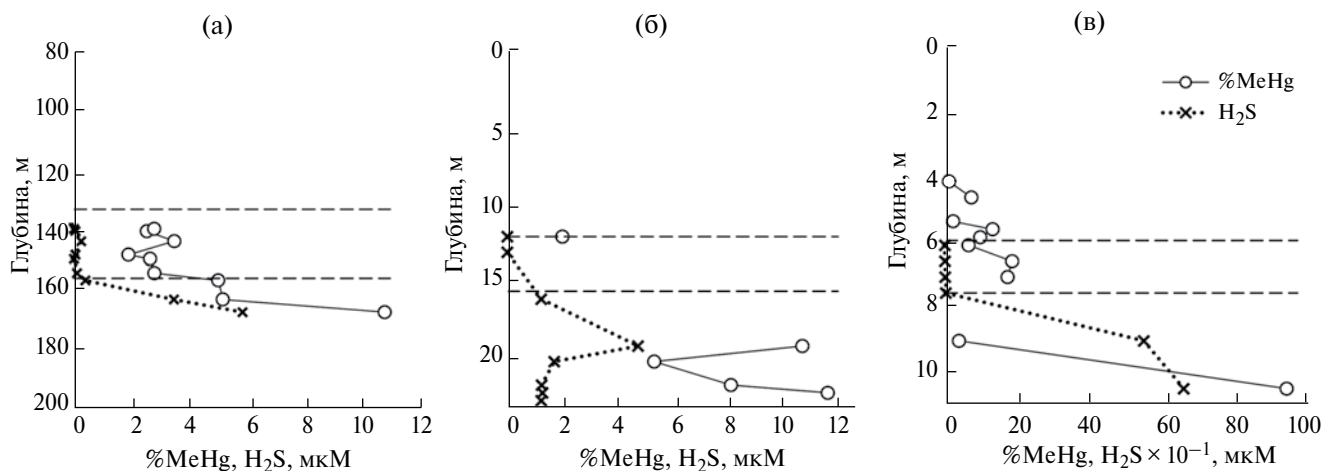 (а)
80
100
120
140
160
180
200
Глубина, м
0 2 4 6 8 10 12
%MeHg, H₂S, мкМ
(б)
0
5
10
15
20
Глубина, м
0 2 4 6 8 10 12
%MeHg, H₂S, мкМ
(в)
0
2
4
6
8
10
Глубина, м
%MeHg
H₂S
0 20 40 60 80 100
%MeHg, H₂S × 10⁻¹, мкМ